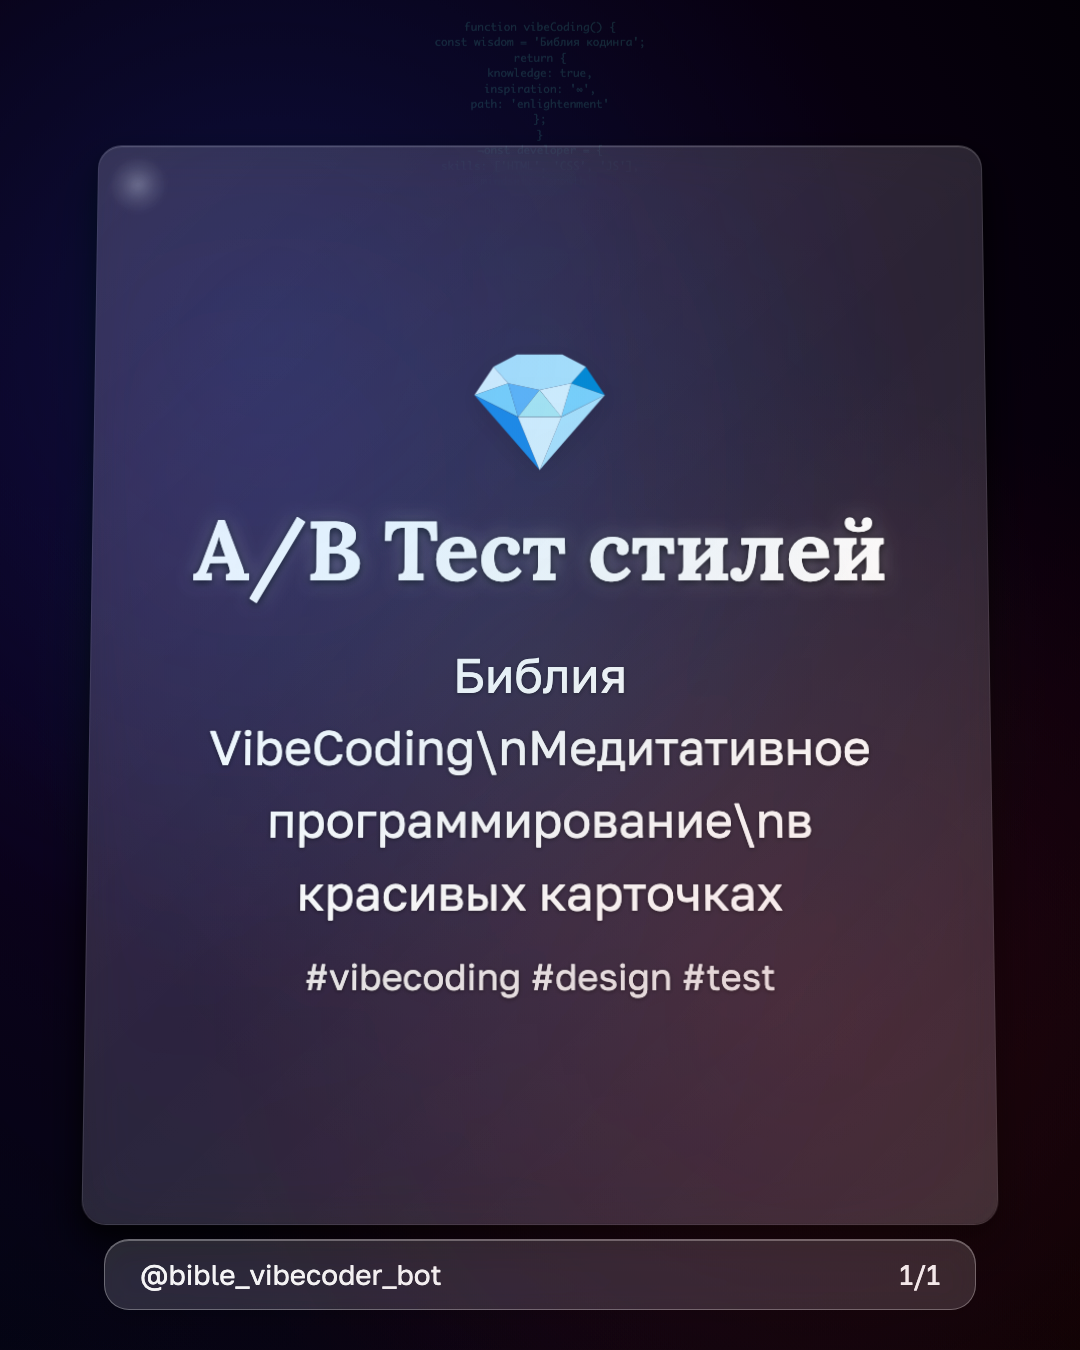 function vibeCoding() {
const wisdom = 'Библия кодинга';
return {
knowledge: true,
inspiration: '∞',
path: 'enlightenment'
};
}
developer = {
A/B Тест стилей
Библия
VibeCoding\nМедитативное
программирование\nв
красивых карточках
#vibecoding #design #test
@bible_vibecoder_bot
1/1